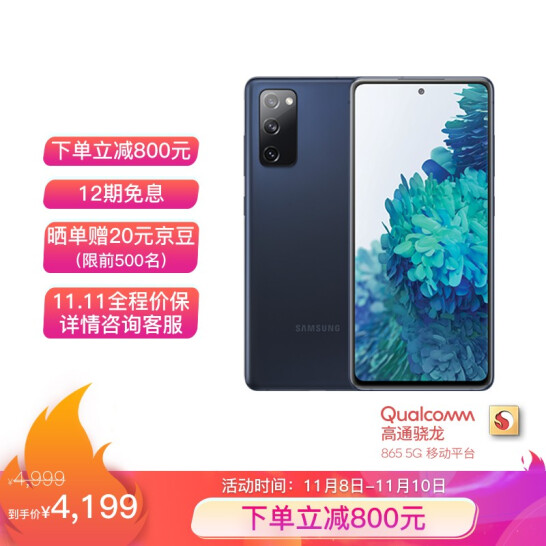 下单立减800元
12期免息
晒单赠20元京豆
（限前500名）
11.11全程价保
详情咨询客服
SAMSUNG
Qualcomm
高通骁龙
865 5G 移动平台
¥4,999
到手价¥4,199
活动时间：11月8日-11月10日
下单立减800元